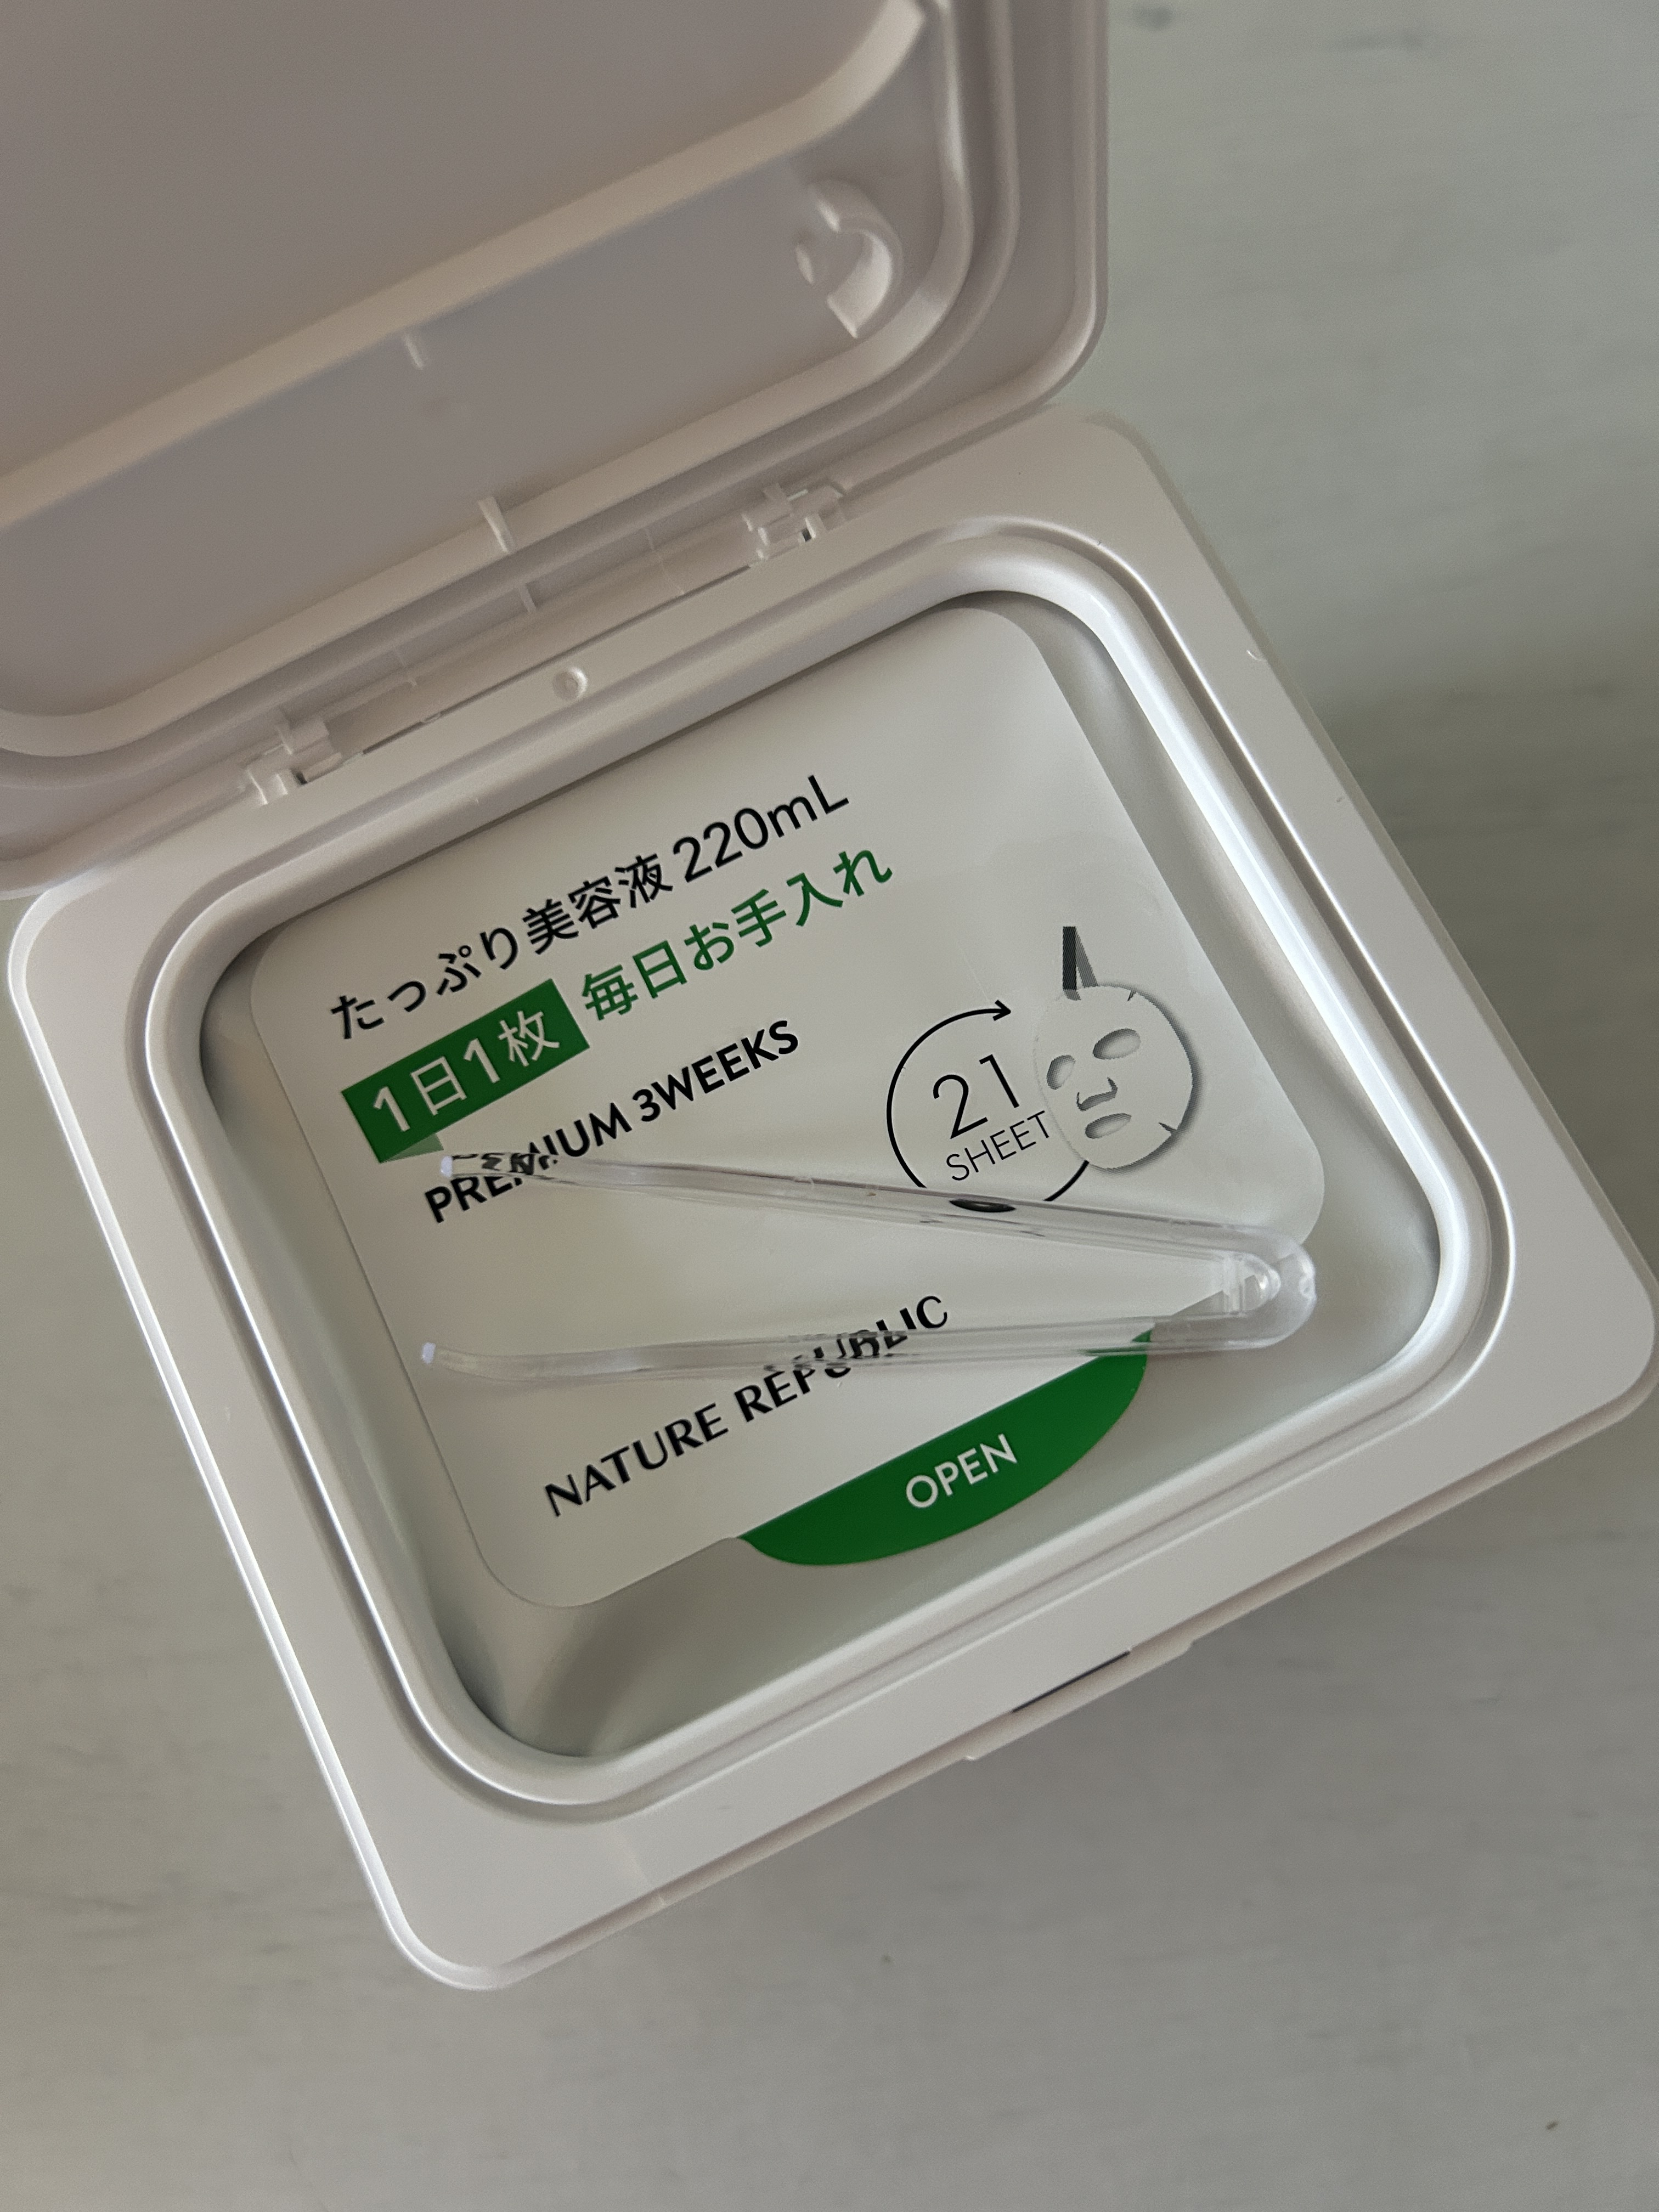 たっぷり美容液 220mL
1日1枚 毎日お手入れ
PREMIUM 3WEEKS
21
SHEET
NATURE REPUBLIC
OPEN